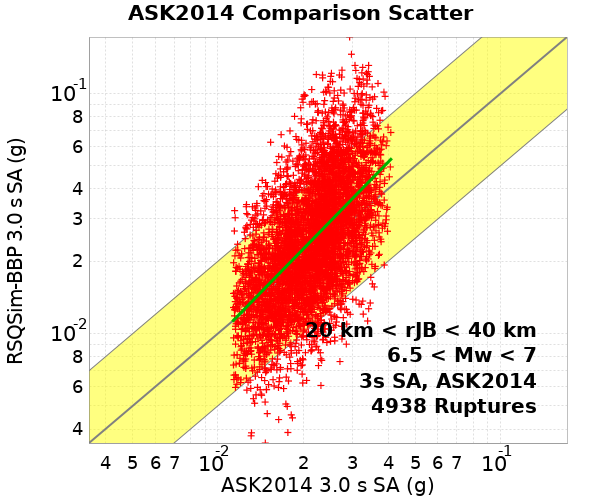 ASK2014 Comparison Scatter
RSQSim-BBP 3.0 s SA (g)
10-1
8
6
4
3
2
10-2
8
6
4
20 km < rJB < 40 km
6.5 < Mw < 7
3s SA, ASK2014
4938 Ruptures
4 5 6 7 10-2 2 3 4 5 6 7 10-1
ASK2014 3.0 s SA (g)